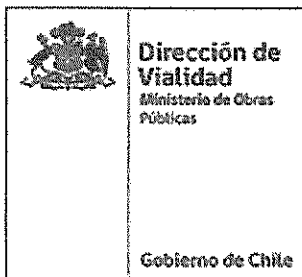 Dirección de
Vialidad
Ministerio de Obras
Públicas
Gobierno de Chile